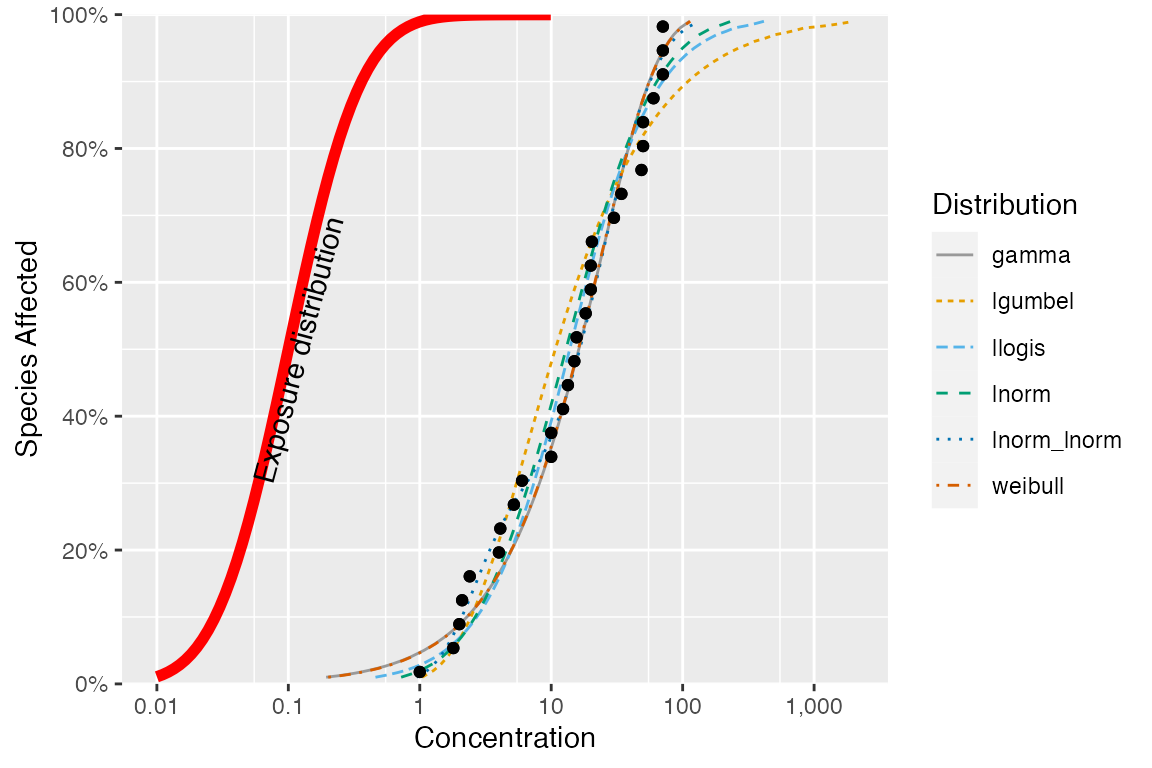 100%
80%
60%
40%
20%
0%
Species Affected
Exposure distribution
0.01
0.1
1
10
100
1,000
Concentration
Distribution
gamma
lgumbel
llogis
lnorm
lnorm_lnorm
weibull